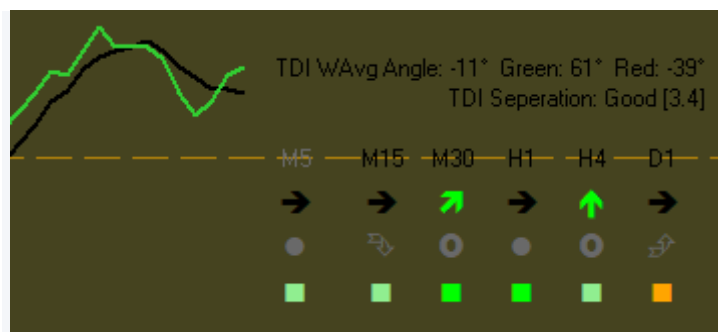 TDI WAvg Angle: -11° Green: 61° Red: -39°
TDI Seperation: Good [3.4]
M5 M15 M30 H1 H4 D1